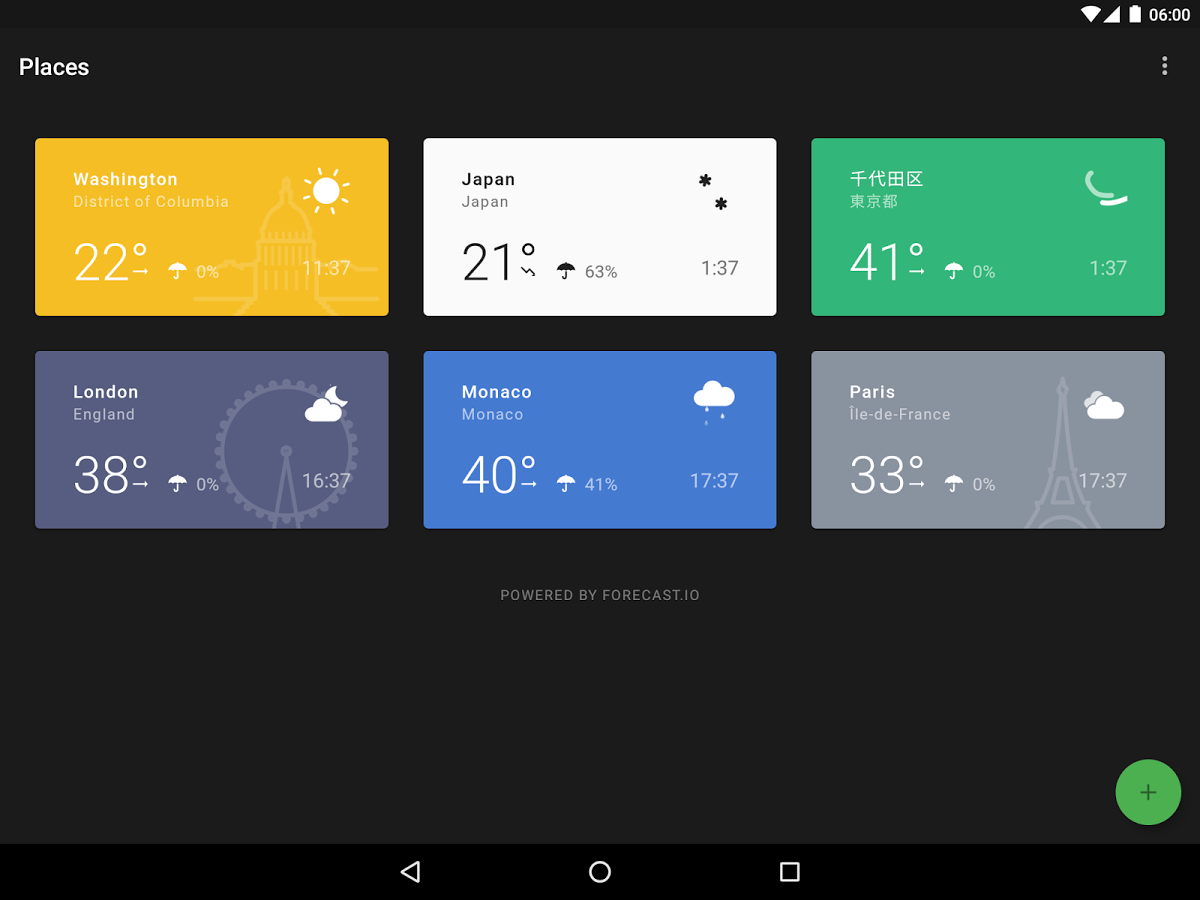 06:00
Places
Washington
District of Columbia
22° 0% 11:37
Japan
Japan
21° 63% 1:37
千代田区
東京都
41° 0% 1:37
London
England
38° 0% 16:37
Monaco
Monaco
40° 41% 17:37
Paris
Île-de-France
33° 0% 17:37
POWERED BY FORECAST.IO